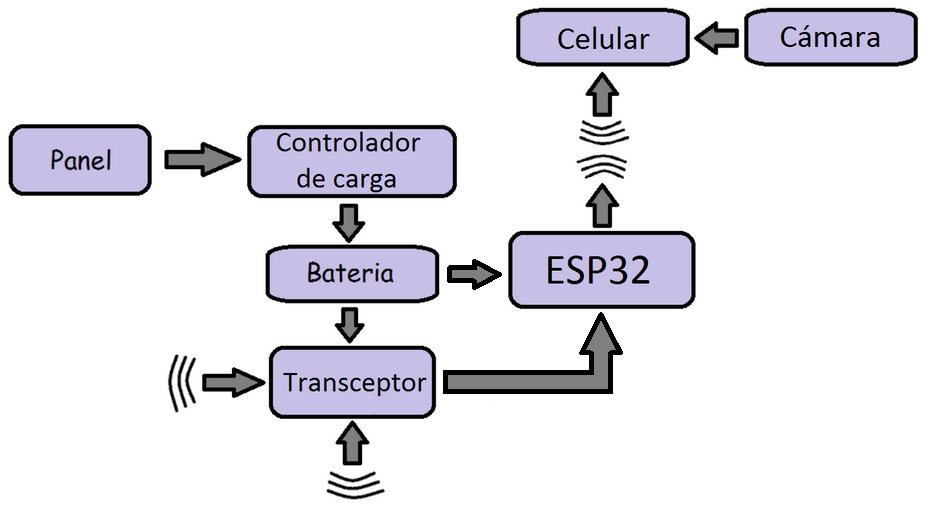 Celular
Cámara
Panel
Controlador
de carga
Bateria
ESP32
Transceptor